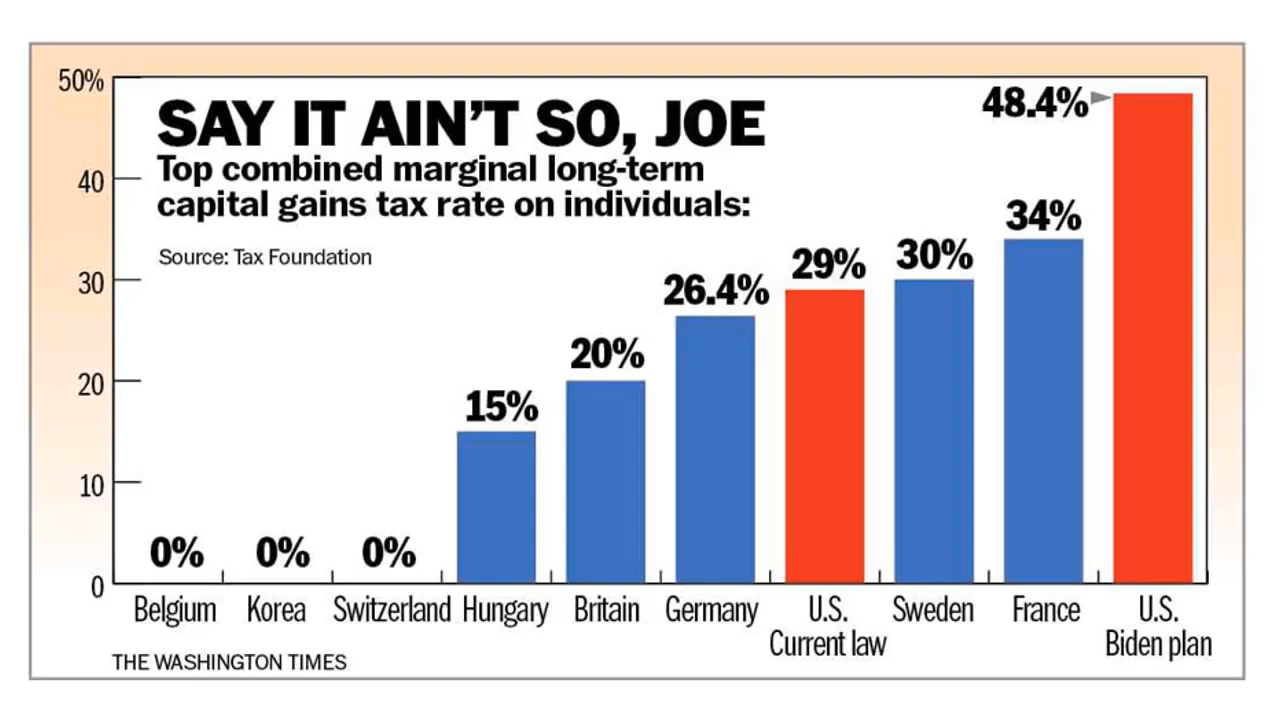 50%
SAY IT AIN'T SO, JOE
Top combined marginal long-term
capital gains tax rate on individuals:
Source: Tax Foundation
40
30
20
10
0
0%
0%
0%
15%
20%
26.4%
29%
30%
34%
48.4%
Belgium
Korea
Switzerland
Hungary
Britain
Germany
U.S.
Current law
Sweden
France
U.S.
Biden plan
THE WASHINGTON TIMES